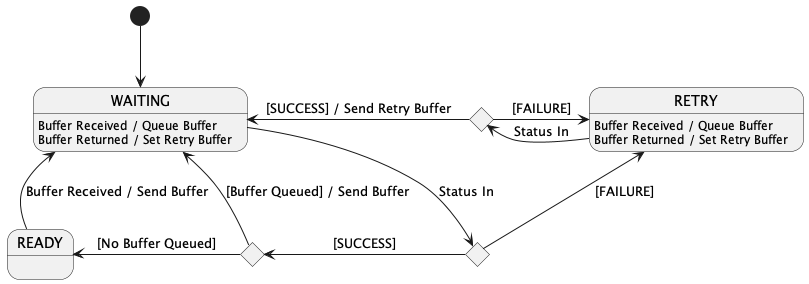 WAITING
Buffer Received / Queue Buffer
Buffer Returned / Set Retry Buffer
[SUCCESS] / Send Retry Buffer
[FAILURE]
Status In
RETRY
Buffer Received / Queue Buffer
Buffer Returned / Set Retry Buffer
Buffer Received / Send Buffer
[Buffer Queued] / Send Buffer
Status In
[FAILURE]
READY
[No Buffer Queued]
[SUCCESS]